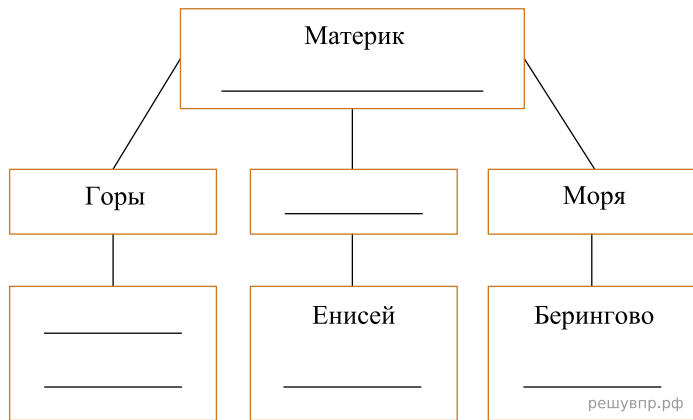 Материк
Горы
Моря
Енисей
Берингово
решувпр.рф